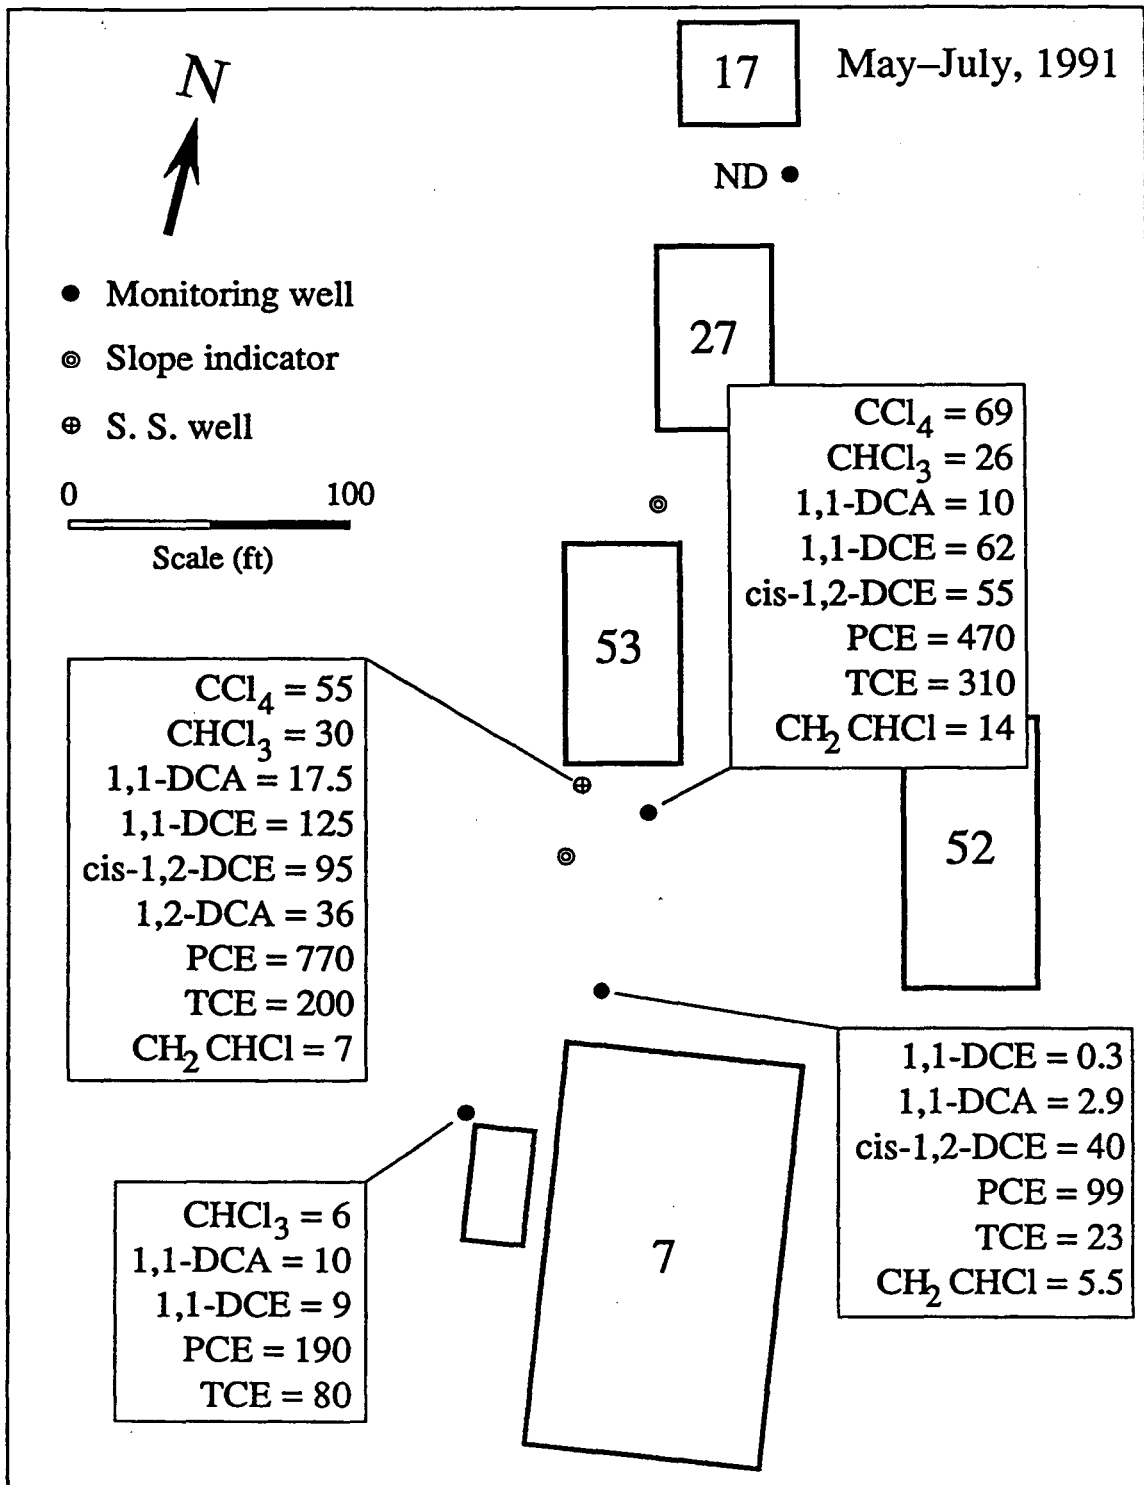 N
17
May–July, 1991
ND
Monitoring well
Slope indicator
S. S. well
0 100
Scale (ft)
27
CCl₄ = 69
CHCl₃ = 26
1,1-DCA = 10
1,1-DCE = 62
cis-1,2-DCE = 55
PCE = 470
TCE = 310
CH₂ CHCl = 14
53
CCl₄ = 55
CHCl₃ = 30
1,1-DCA = 17.5
1,1-DCE = 125
cis-1,2-DCE = 95
1,2-DCA = 36
PCE = 770
TCE = 200
CH₂ CHCl = 7
52
1,1-DCE = 0.3
1,1-DCA = 2.9
cis-1,2-DCE = 40
PCE = 99
TCE = 23
CH₂ CHCl = 5.5
CHCl₃ = 6
1,1-DCA = 10
1,1-DCE = 9
PCE = 190
TCE = 80
7